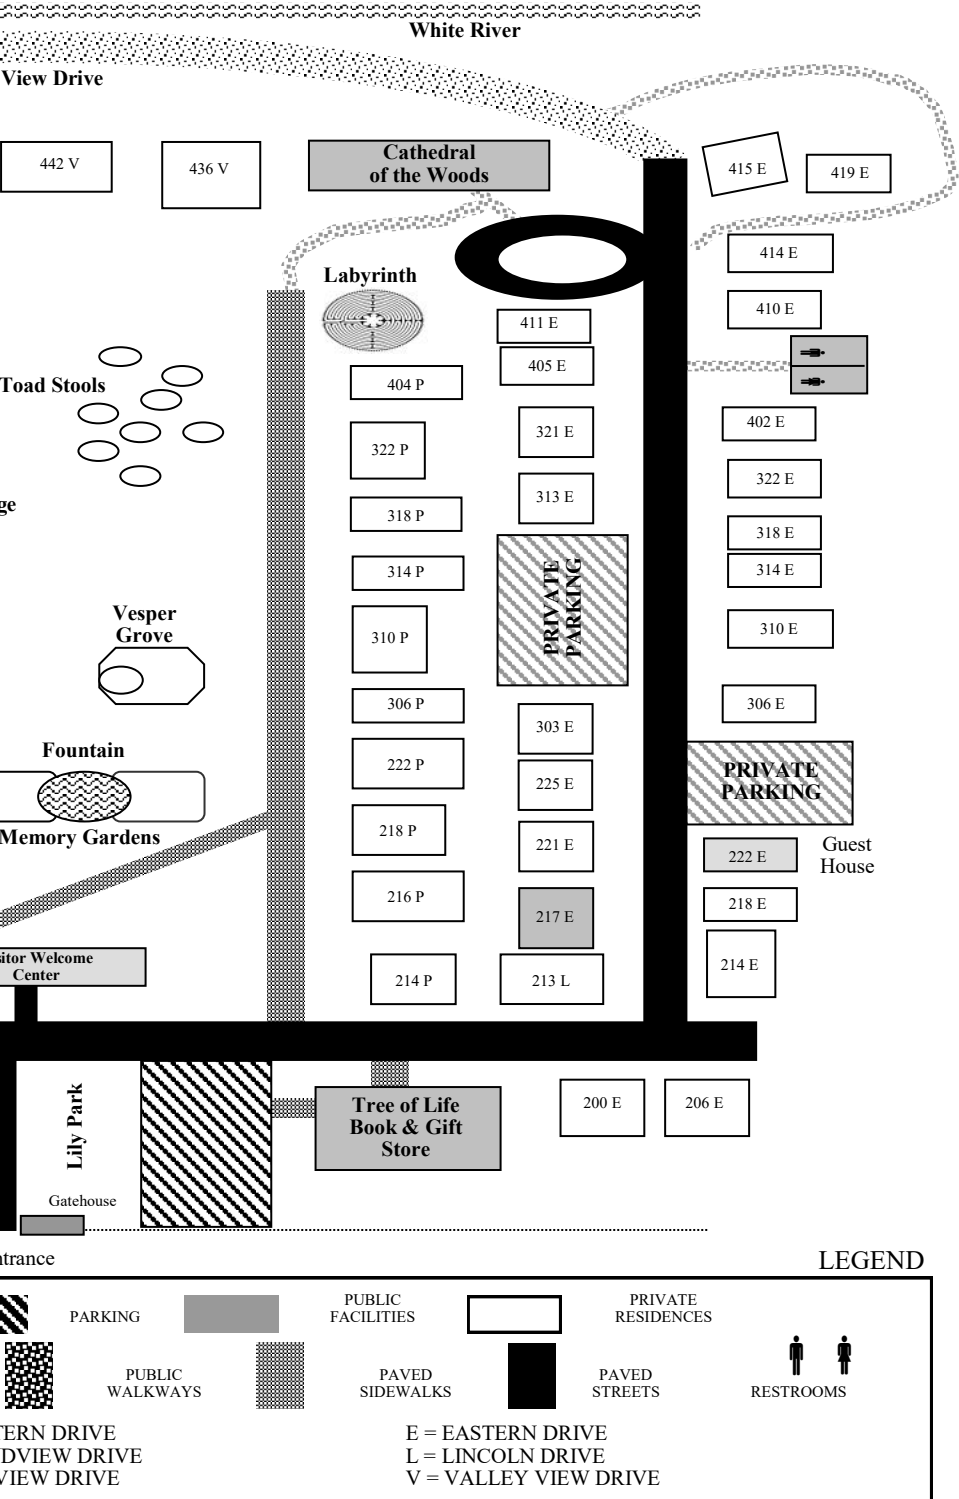 White River
View Drive
442 V
436 V
Cathedral
of the Woods
415 E
419 E
414 E
Labyrinth
410 E
411 E
405 E
Toad Stools
404 P
402 E
322 P
321 E
322 E
313 E
ge
318 P
318 E
314 P
314 E
PRIVATE
PARKING
Vesper
Grove
310 P
310 E
306 P
306 E
303 E
Fountain
222 P
225 E
PRIVATE
PARKING
Memory Gardens
218 P
221 E
222 E
Guest
House
216 P
217 E
218 E
sitor Welcome
Center
214 P
213 L
214 E
Lily Park
Tree of Life
Book & Gift
Store
200 E
206 E
Gatehouse
ntrance
LEGEND
PARKING
PUBLIC
FACILITIES
PRIVATE
RESIDENCES
PUBLIC
WALKWAYS
PAVED
SIDEWALKS
PAVED
STREETS
RESTROOMS
TERN DRIVE
DVIEW DRIVE
VIEW DRIVE
E = EASTERN DRIVE
L = LINCOLN DRIVE
V = VALLEY VIEW DRIVE